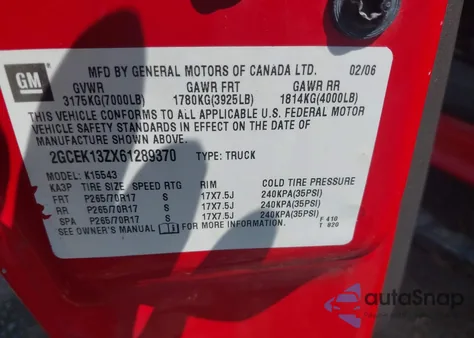 GM
MFD BY GENERAL MOTORS OF CANADA LTD. 02/06
GVWR GAWR FRT GAWR RR
3175KG(7000LB) 1780KG(3925LB) 1814KG(4000LB)
THIS VEHICLE CONFORMS TO ALL APPLICABLE U.S. FEDERAL MOTOR
VEHICLE SAFETY STANDARDS IN EFFECT ON THE DATE OF
MANUFACTURE SHOWN ABOVE.
2GCEK13ZX61289370 TYPE: TRUCK
MODEL: K15543
KA3P TIRE SIZE SPEED RTG RIM COLD TIRE PRESSURE
FRT P265/70R17 S 17X7.5J 240KPA(35PSI)
RR P265/70R17 S 17X7.5J 240KPA(35PSI)
SPA P265/70R17 S 17X7.5J 240KPA(35PSI)
SEE OWNER'S MANUAL FOR MORE INFORMATION.
F 410
T 820
autoSnap